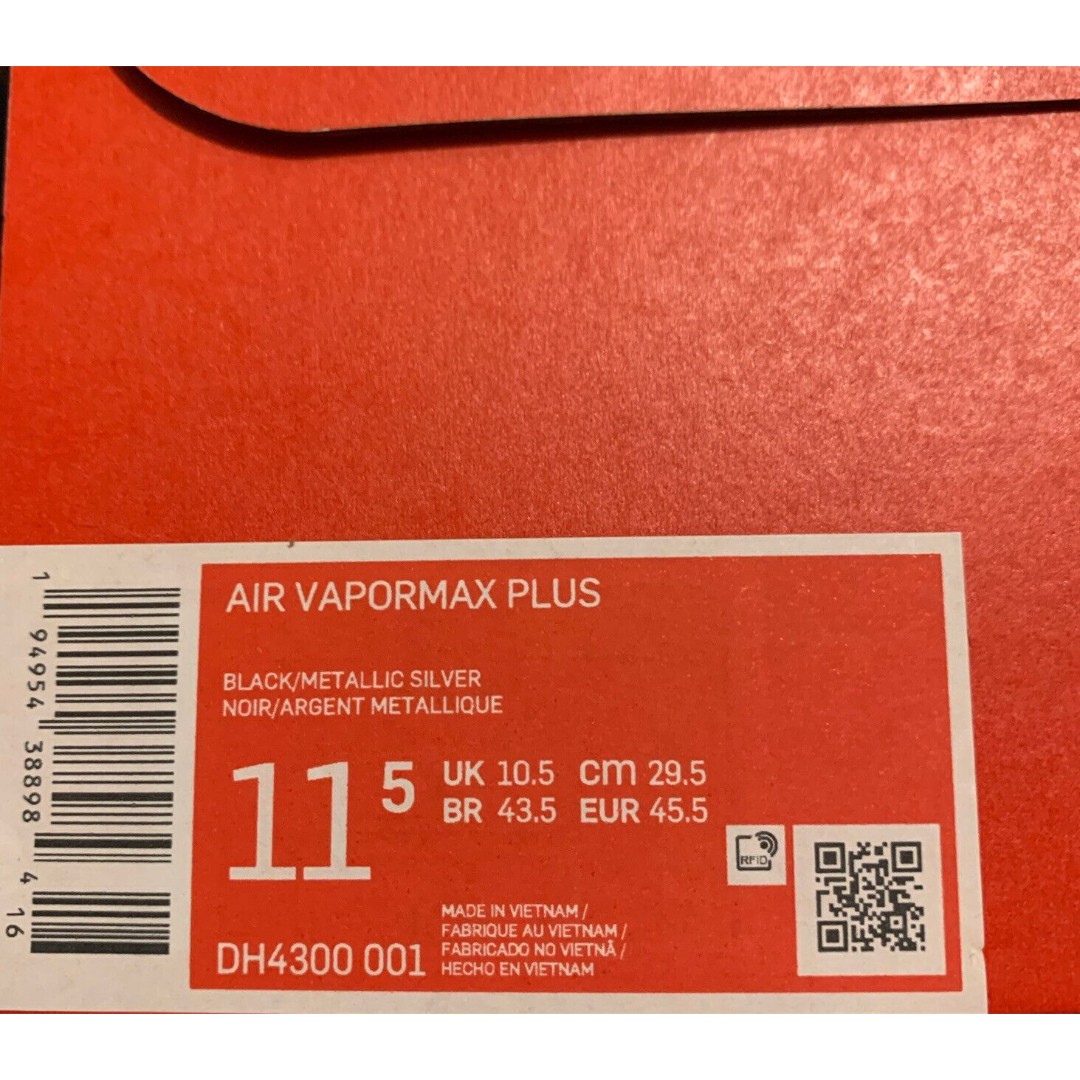 AIR VAPORMAX PLUS
BLACK/METALLIC SILVER
NOIR/ARGENT METALLIQUE
11 5
UK 10.5 cm 29.5
BR 43.5 EUR 45.5
RFID
MADE IN VIETNAM /
FABRIQUE AU VIETNAM /
FABRICADO NO VIETNÃ /
HECHO EN VIETNAM
DH4300 001
1 94954 38898 4 16